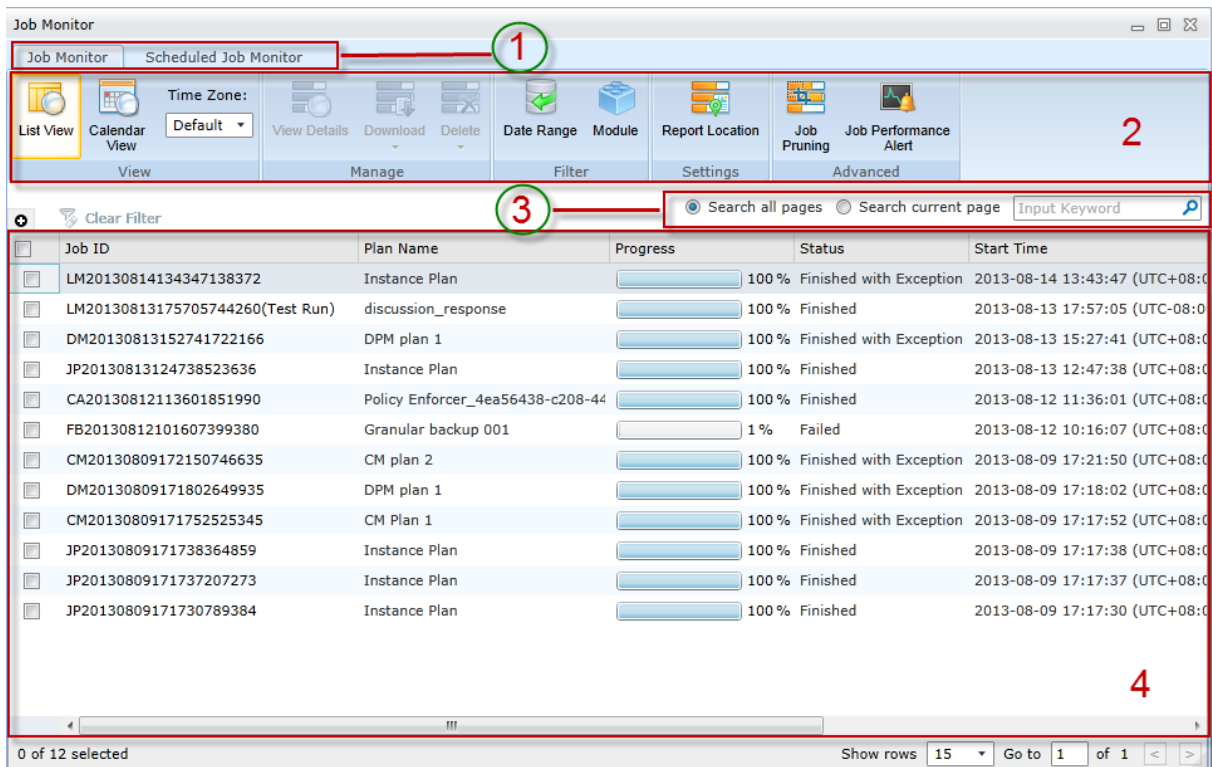 Job Monitor
Job Monitor Scheduled Job Monitor
1
List View
Calendar View
Time Zone:
Default
View
View Details
Download
Delete
Manage
Date Range
Module
Filter
Report Location
Settings
Job Pruning
Job Performance Alert
Advanced
2
Clear Filter
3
Search all pages Search current page Input Keyword
Job ID Plan Name Progress Status Start Time
LM20130814134347138372 Instance Plan 100 % Finished with Exception 2013-08-14 13:43:47 (UTC+08:0
LM20130813175705744260(Test Run) discussion_response 100 % Finished 2013-08-13 17:57:05 (UTC-08:0
DM20130813152741722166 DPM plan 1 100 % Finished with Exception 2013-08-13 15:27:41 (UTC+08:0
JP20130813124738523636 Instance Plan 100 % Finished 2013-08-13 12:47:38 (UTC+08:0
CA20130812113601851990 Policy Enforcer_4ea56438-c208-44 100 % Finished 2013-08-12 11:36:01 (UTC+08:0
FB20130812101607399380 Granular backup 001 1 % Failed 2013-08-12 10:16:07 (UTC+08:0
CM20130809172150746635 CM plan 2 100 % Finished with Exception 2013-08-09 17:21:50 (UTC+08:0
DM20130809171802649935 DPM plan 1 100 % Finished with Exception 2013-08-09 17:18:02 (UTC+08:0
CM20130809171752525345 CM Plan 1 100 % Finished with Exception 2013-08-09 17:17:52 (UTC+08:0
JP20130809171738364859 Instance Plan 100 % Finished 2013-08-09 17:17:38 (UTC+08:0
JP20130809171737207273 Instance Plan 100 % Finished 2013-08-09 17:17:37 (UTC+08:0
JP20130809171730789384 Instance Plan 100 % Finished 2013-08-09 17:17:30 (UTC+08:0
4
0 of 12 selected Show rows 15 Go to 1 of 1 < >